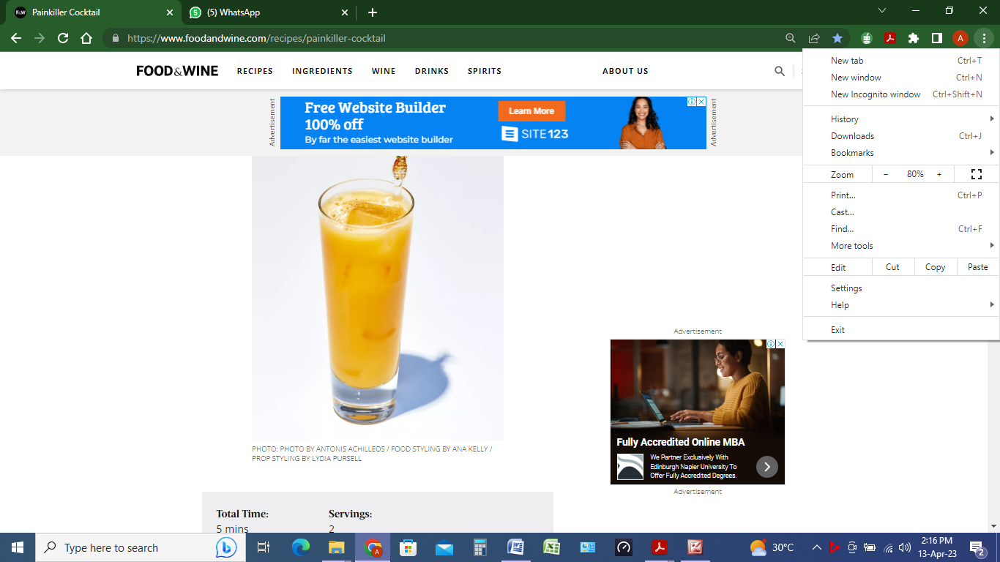 Painkiller Cocktail
(5) WhatsApp
https://www.foodandwine.com/recipes/painkiller-cocktail
A
FOOD&WINE
RECIPES
INGREDIENTS
WINE
DRINKS
SPIRITS
ABOUT US
Advertisement
Free Website Builder
100% off
By far the easiest website builder
Learn More
SITE123
Advertisement
New tab Ctrl+T
New window Ctrl+N
New Incognito window Ctrl+Shift+N
History
Downloads Ctrl+J
Bookmarks
Zoom - 80% +
Print... Ctrl+P
Cast...
Find... Ctrl+F
More tools
Edit Cut Copy Paste
Settings
Help
Exit
PHOTO: PHOTO BY ANTONIS ACHILLEOS / FOOD STYLING BY ANA KELLY /
PROP STYLING BY LYDIA PURSELL
Advertisement
Fully Accredited Online MBA
We Partner Exclusively With
Edinburgh Napier University To
Offer Fully Accredited Degrees.
Advertisement
Total Time: Servings:
5 mins 2
Type here to search
30°C
2:16 PM
13-Apr-23
2